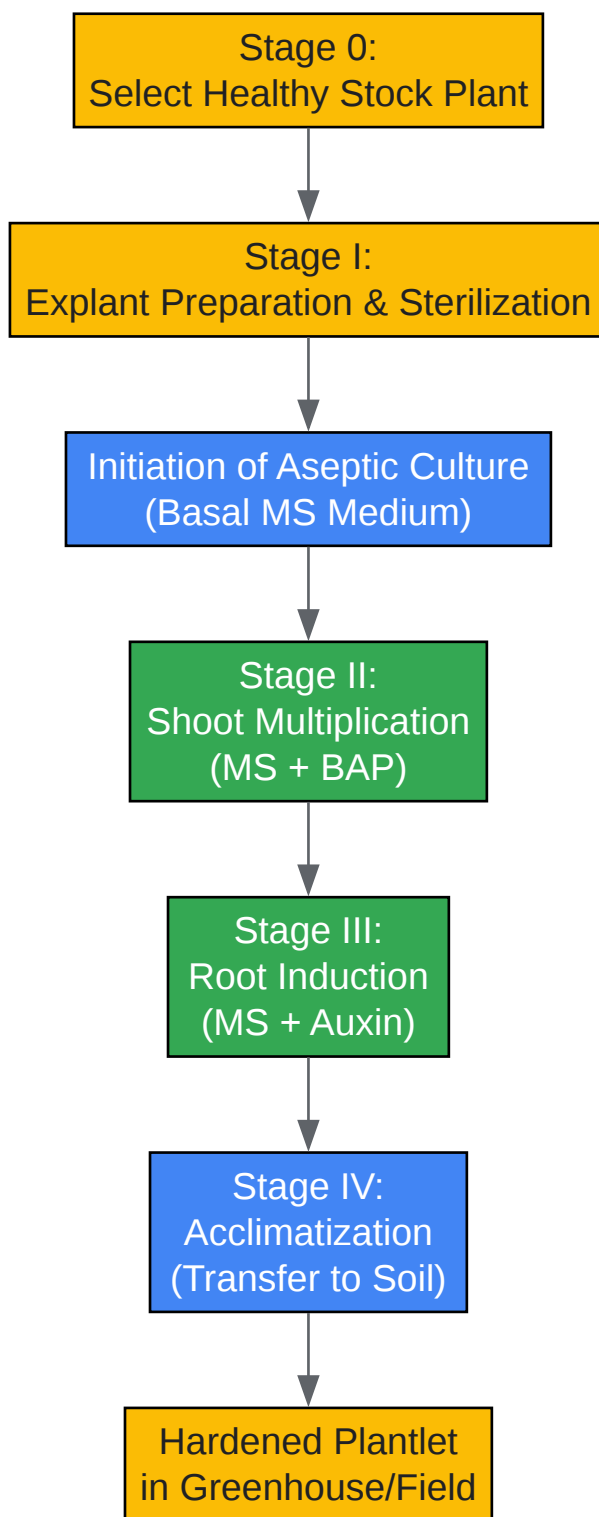 Stage 0:
Select Healthy Stock Plant
Stage I:
Explant Preparation & Sterilization
Initiation of Aseptic Culture
(Basal MS Medium)
Stage II:
Shoot Multiplication
(MS + BAP)
Stage III:
Root Induction
(MS + Auxin)
Stage IV:
Acclimatization
(Transfer to Soil)
Hardened Plantlet
in Greenhouse/Field